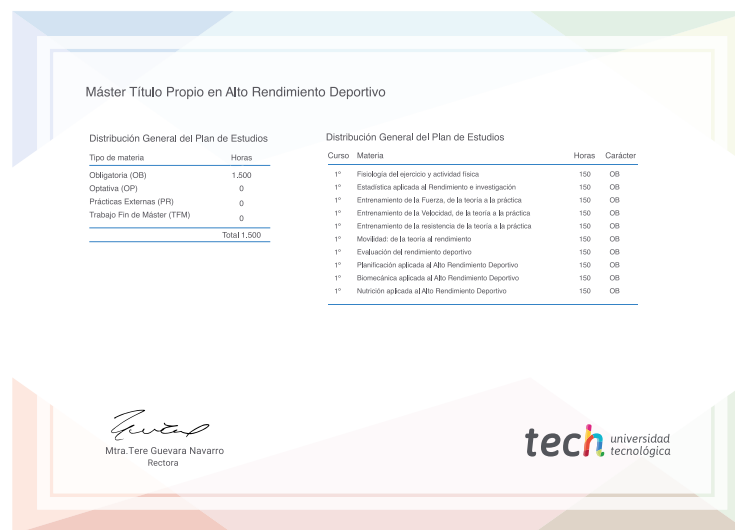 Máster Título Propio en Alto Rendimiento Deportivo
Distribución General del Plan de Estudios
Tipo de materia Horas
Obligatoria (OB) 1.500
Optativa (OP) 0
Prácticas Externas (PR) 0
Trabajo Fin de Máster (TFM) 0
Total 1.500
Distribución General del Plan de Estudios
Curso Materia Horas Carácter
1º Fisiología del ejercicio y actividad física 150 OB
1º Estadística aplicada al Rendimiento e investigación 150 OB
1º Entrenamiento de la Fuerza, de la teoría a la práctica 150 OB
1º Entrenamiento de la Velocidad, de la teoría a la práctica 150 OB
1º Entrenamiento de la resistencia de la teoría a la práctica 150 OB
1º Movilidad: de la teoría al rendimiento 150 OB
1º Evaluación del rendimiento deportivo 150 OB
1º Planificación aplicada al Alto Rendimiento Deportivo 150 OB
1º Biomecánica aplicada al Alto Rendimiento Deportivo 150 OB
1º Nutrición aplicada al Alto Rendimiento Deportivo 150 OB
Mtra.Tere Guevara Navarro
Rectora
tech universidad
tecnológica